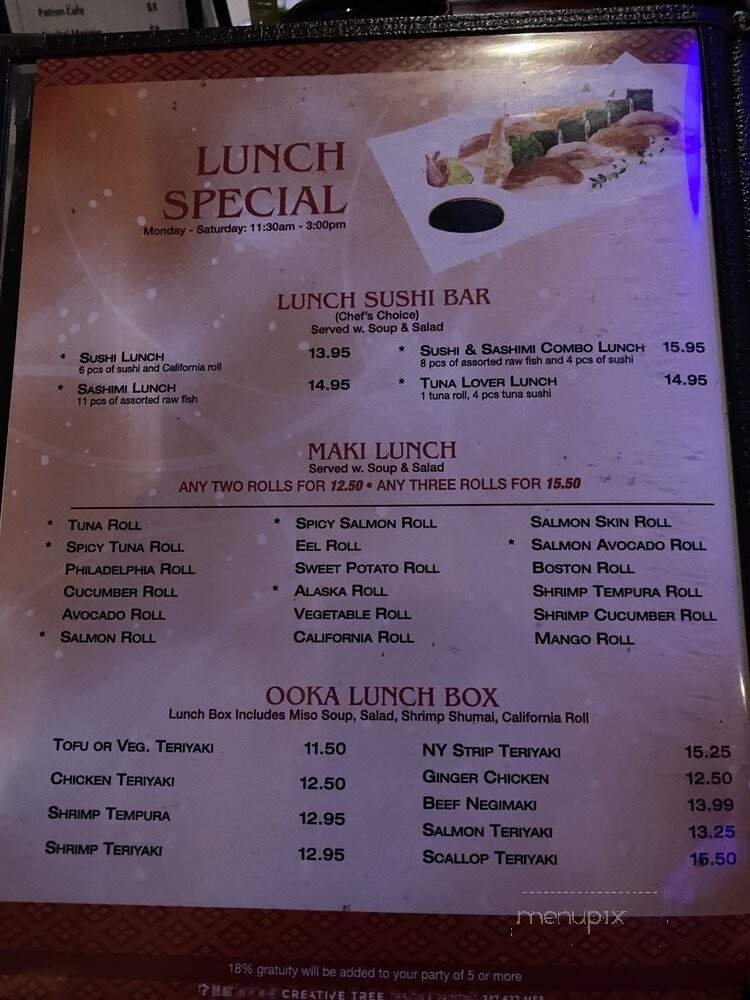 Patron Cafe $8
LUNCH
SPECIAL
Monday - Saturday: 11:30am - 3:00pm
LUNCH SUSHI BAR
(Chef's Choice)
Served w. Soup & Salad
* SUSHI LUNCH 13.95
6 pcs of sushi and California roll
* SASHIMI LUNCH 14.95
11 pcs of assorted raw fish
* SUSHI & SASHIMI COMBO LUNCH 15.95
8 pcs of assorted raw fish and 4 pcs of sushi
* TUNA LOVER LUNCH 14.95
1 tuna roll, 4 pcs tuna sushi
MAKI LUNCH
Served w. Soup & Salad
ANY TWO ROLLS FOR 12.50 • ANY THREE ROLLS FOR 15.50
* TUNA ROLL
* SPICY TUNA ROLL
PHILADELPHIA ROLL
CUCUMBER ROLL
AVOCADO ROLL
* SALMON ROLL
* SPICY SALMON ROLL
EEL ROLL
SWEET POTATO ROLL
* ALASKA ROLL
VEGETABLE ROLL
CALIFORNIA ROLL
SALMON SKIN ROLL
* SALMON AVOCADO ROLL
BOSTON ROLL
SHRIMP TEMPURA ROLL
SHRIMP CUCUMBER ROLL
MANGO ROLL
OOKA LUNCH BOX
Lunch Box Includes Miso Soup, Salad, Shrimp Shumai, California Roll
TOFU OR VEG. TERIYAKI 11.50
CHICKEN TERIYAKI 12.50
SHRIMP TEMPURA 12.95
SHRIMP TERIYAKI 12.95
NY STRIP TERIYAKI 15.25
GINGER CHICKEN 12.50
BEEF NEGIMAKI 13.99
SALMON TERIYAKI 13.25
SCALLOP TERIYAKI 15.50
menupix
18% gratuity will be added to your party of 5 or more
CREATIVE TREE DESIGN & PRINTING